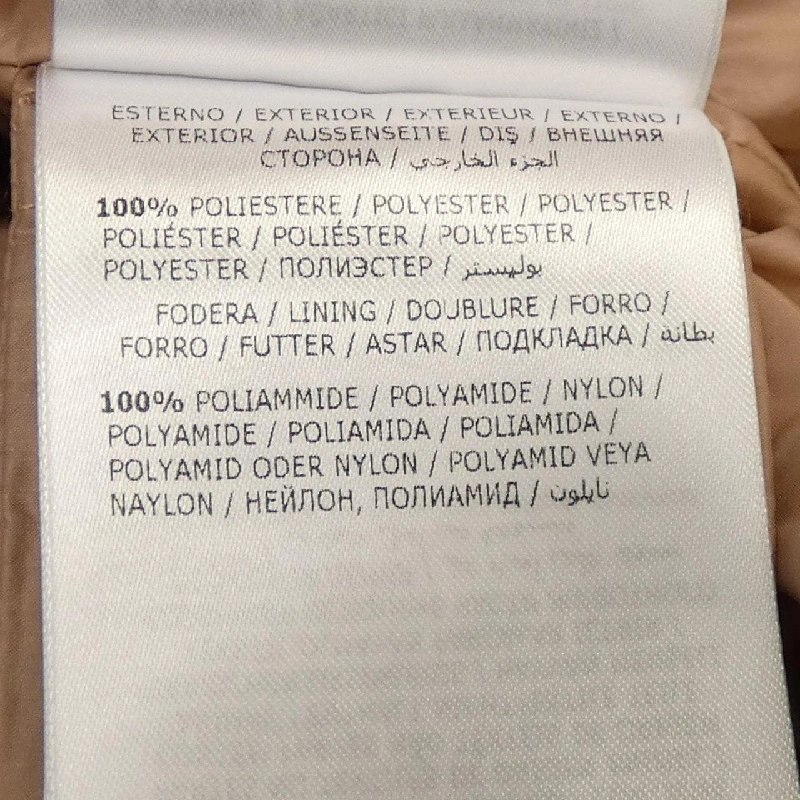 ESTERNO / EXTERIOR / EXTERIEUR / EXTERNO /
EXTERIOR / AUSSENSEITE / DIŞ / ВНЕШНЯЯ
СТОРОНА / الجزء الخارجي
100% POLIESTERE / POLYESTER / POLYESTER /
POLIÉSTER / POLIÉSTER / POLYESTER /
POLYESTER / ПОЛИЭСТЕР / بوليستر
FODERA / LINING / DOUBLURE / FORRO /
FORRO / FUTTER / ASTAR / ПОДКЛАДКА / بطانة
100% POLIAMMIDE / POLYAMIDE / NYLON /
POLYAMIDE / POLIAMIDA / POLIAMIDA /
POLYAMID ODER NYLON / POLYAMID VEYA
NAYLON / НЕЙЛОН, ПОЛИАМИД / نايلون